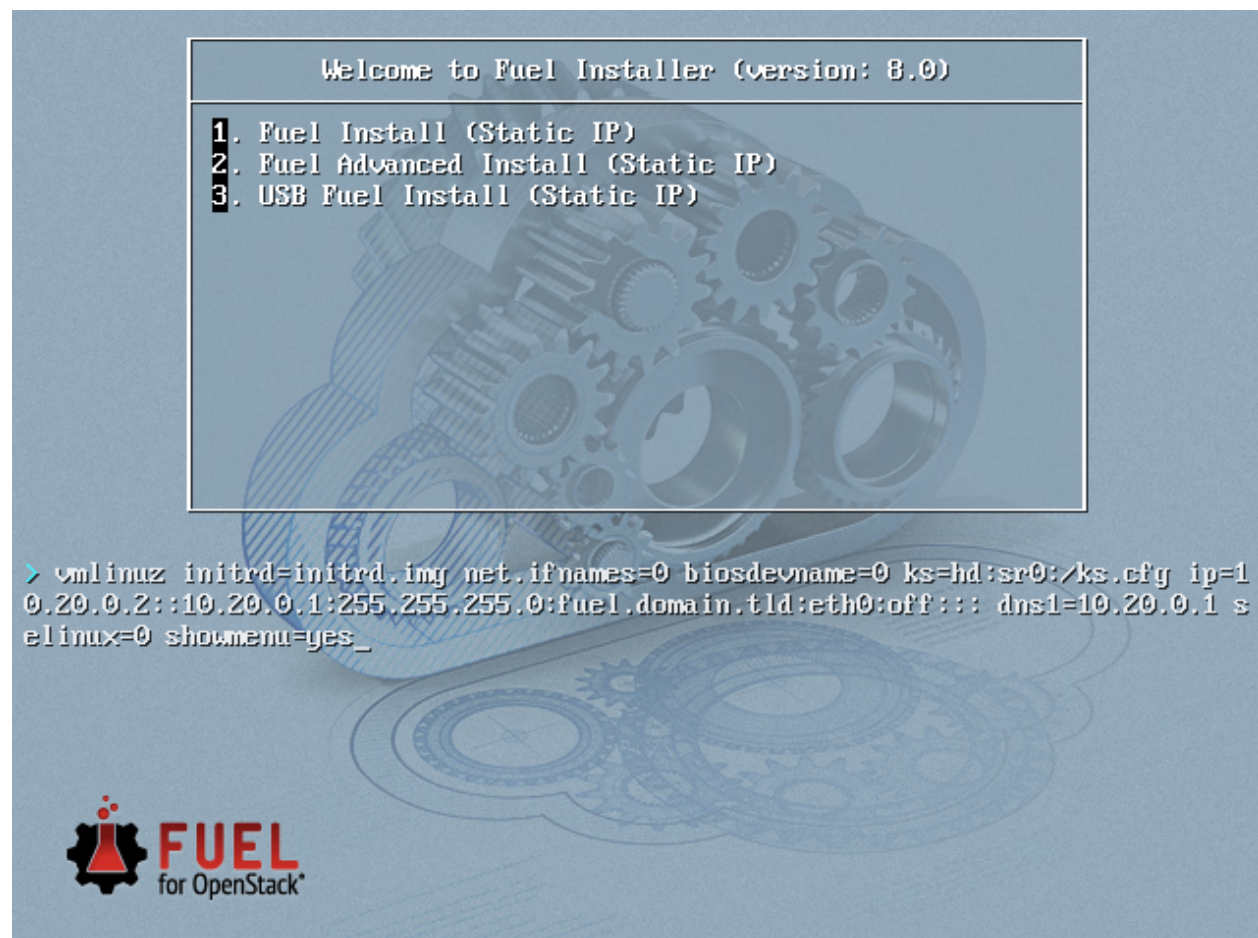 Welcome to Fuel Installer (version: 8.0)
1. Fuel Install (Static IP)
2. Fuel Advanced Install (Static IP)
3. USB Fuel Install (Static IP)
> vmlinuz initrd=initrd.img net.ifnames=0 biosdevname=0 ks=hd:sr0:/ks.cfg ip=1
0.20.0.2::10.20.0.1:255.255.255.0:fuel.domain.tld:eth0:off::: dns1=10.20.0.1 s
elinux=0 showmenu=yes_
FUEL
for OpenStack*